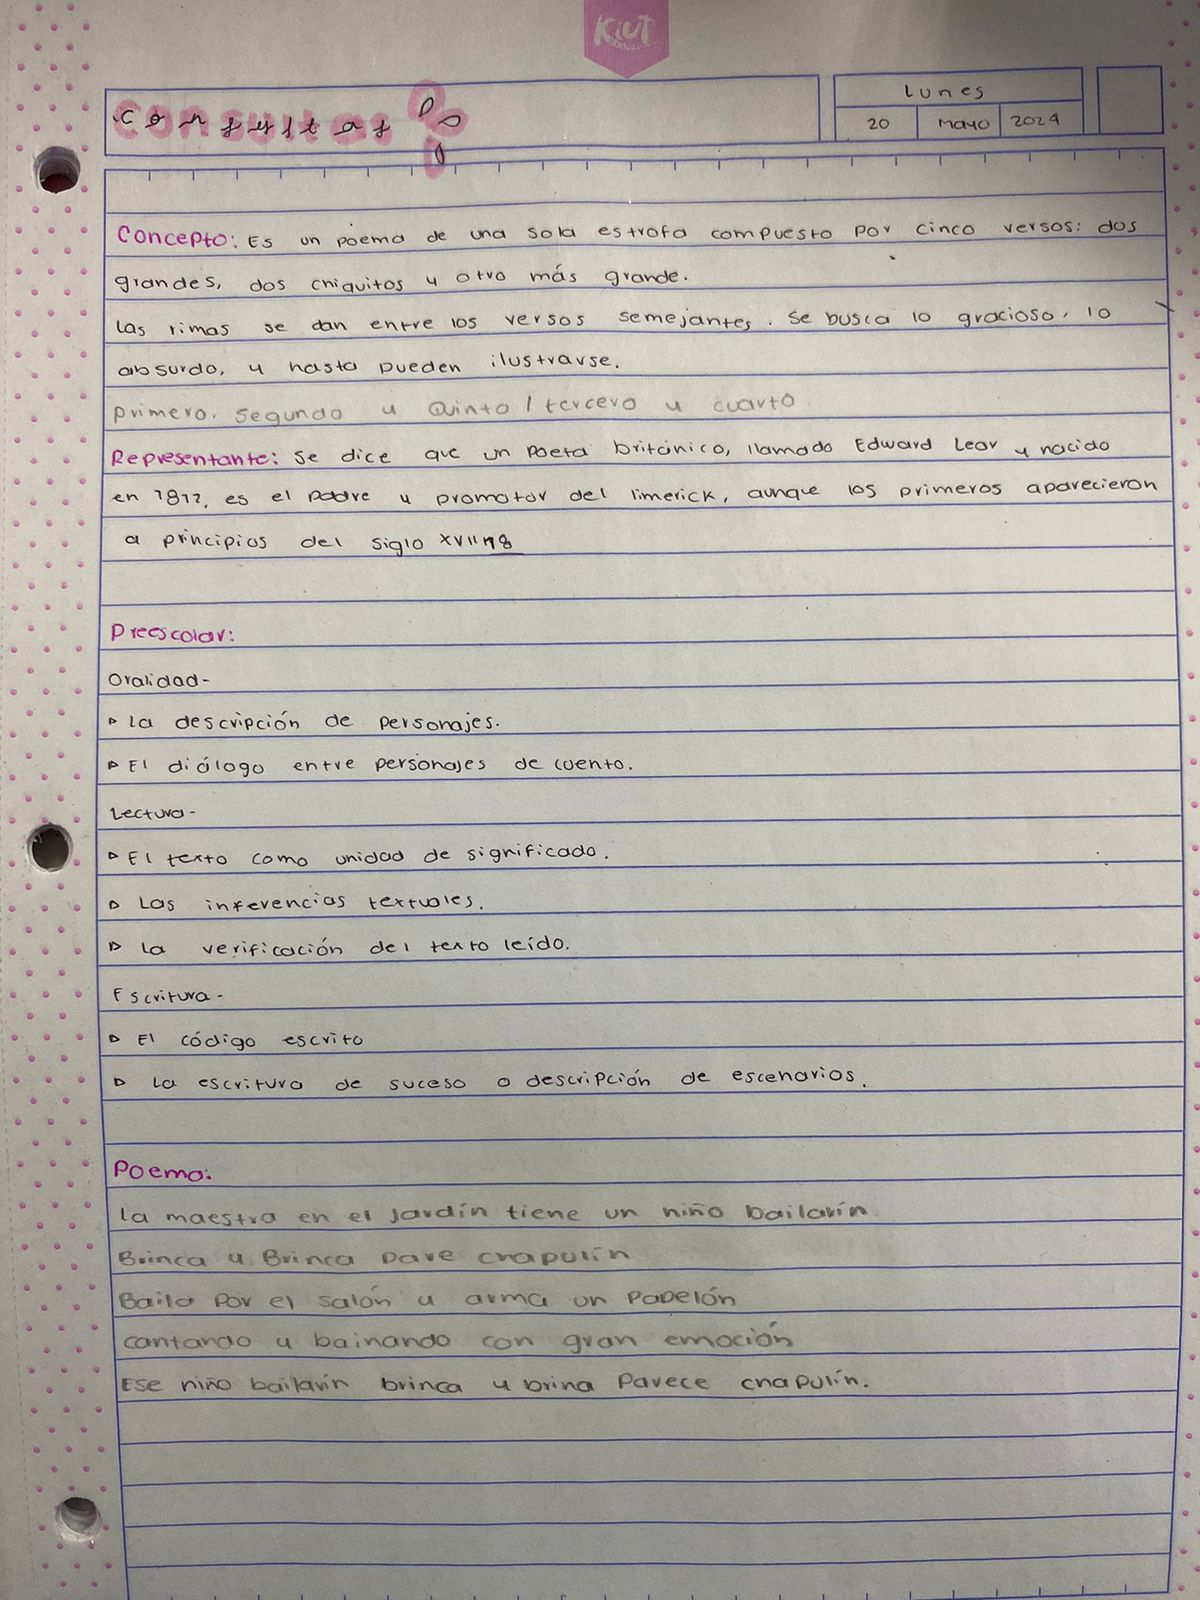 Kiut
Consultas
Lunes
20 Mayo 2024
Concepto: Es un poema de una sola estrofa compuesto por cinco versos: dos
grandes, dos chiquitos y otro más grande.
Las rimas se dan entre los versos semejantes. Se busca lo gracioso, lo
absurdo, y hasta pueden ilustrarse.
Primero, Segundo y Quinto / tercero y cuarto
Representante: Se dice que un poeta británico, llamado Edward Lear y nacido
en 1812, es el padre y promotor del limerick, aunque los primeros aparecieron
a principios del siglo XVIII 18
Preescolar:
Oralidad-
▷ La descripción de personajes.
▷ El diálogo entre personajes de cuento.
Lectura-
▷ El texto como unidad de significado.
▷ Las inferencias textuales.
▷ La verificación del texto leído.
Escritura-
▷ El código escrito
▷ La escritura de suceso o descripción de escenarios.
Poema:
La maestra en el jardín tiene un niño bailarín
Brinca y Brinca pare chapulín
Baila por el salón y arma un papelón
cantando y bainando con gran emoción
Ese niño bailarín brinca y brina parece chapulín.